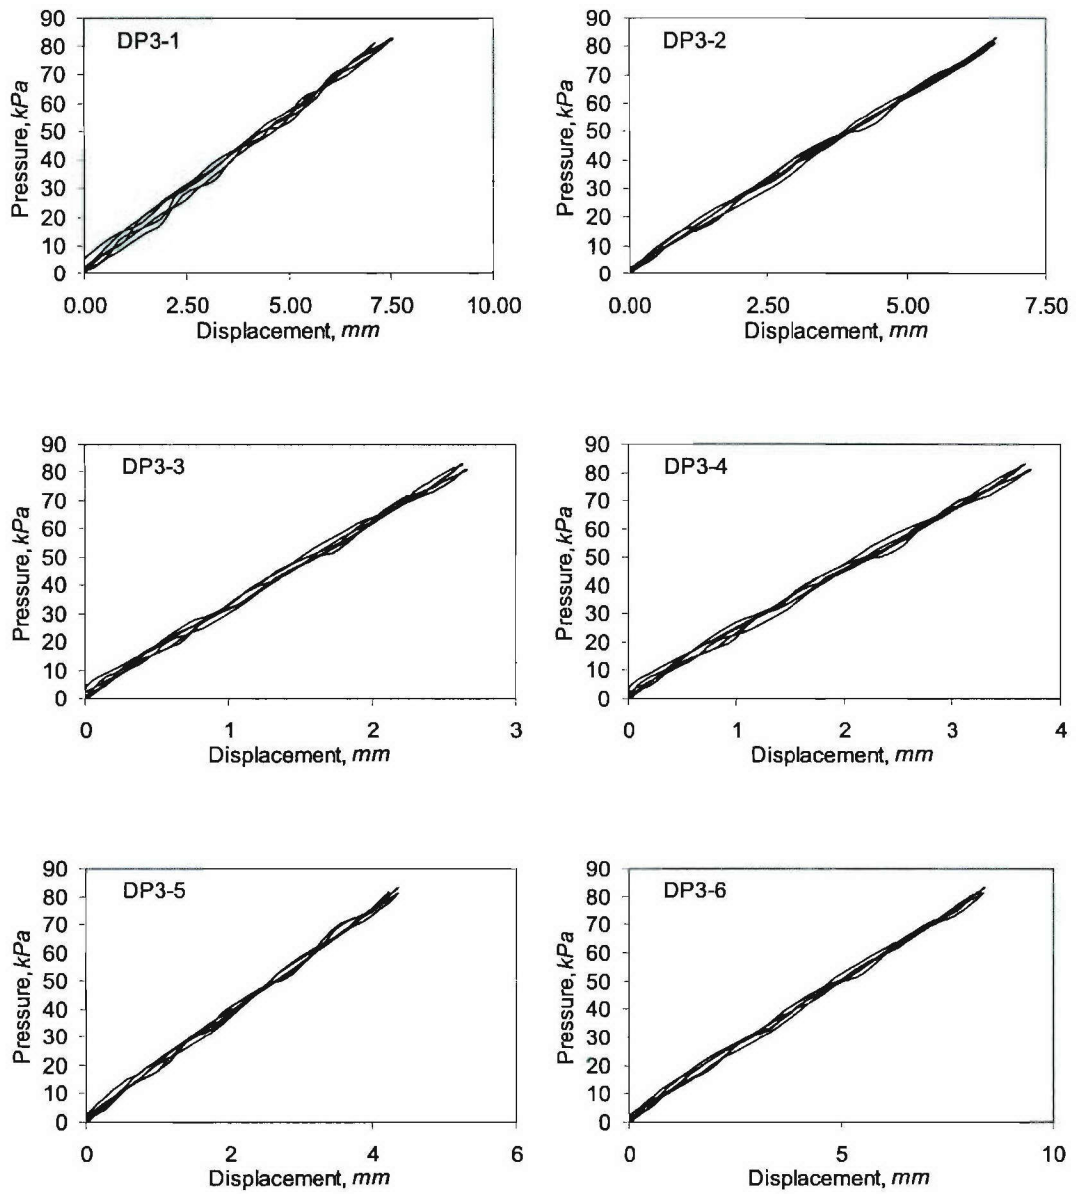 DP3-1
90
80
70
60
50
40
30
20
10
0
Pressure, kPa
0.00 2.50 5.00 7.50 10.00
Displacement, mm
DP3-2
90
80
70
60
50
40
30
20
10
0
Pressure, kPa
0.00 2.50 5.00 7.50
Displacement, mm
DP3-3
90
80
70
60
50
40
30
20
10
0
Pressure, kPa
0 1 2 3
Displacement, mm
DP3-4
90
80
70
60
50
40
30
20
10
0
Pressure, kPa
0 1 2 3 4
Displacement, mm
DP3-5
90
80
70
60
50
40
30
20
10
0
Pressure, kPa
0 2 4 6
Displacement, mm
DP3-6
90
80
70
60
50
40
30
20
10
0
Pressure, kPa
0 5 10
Displacement, mm